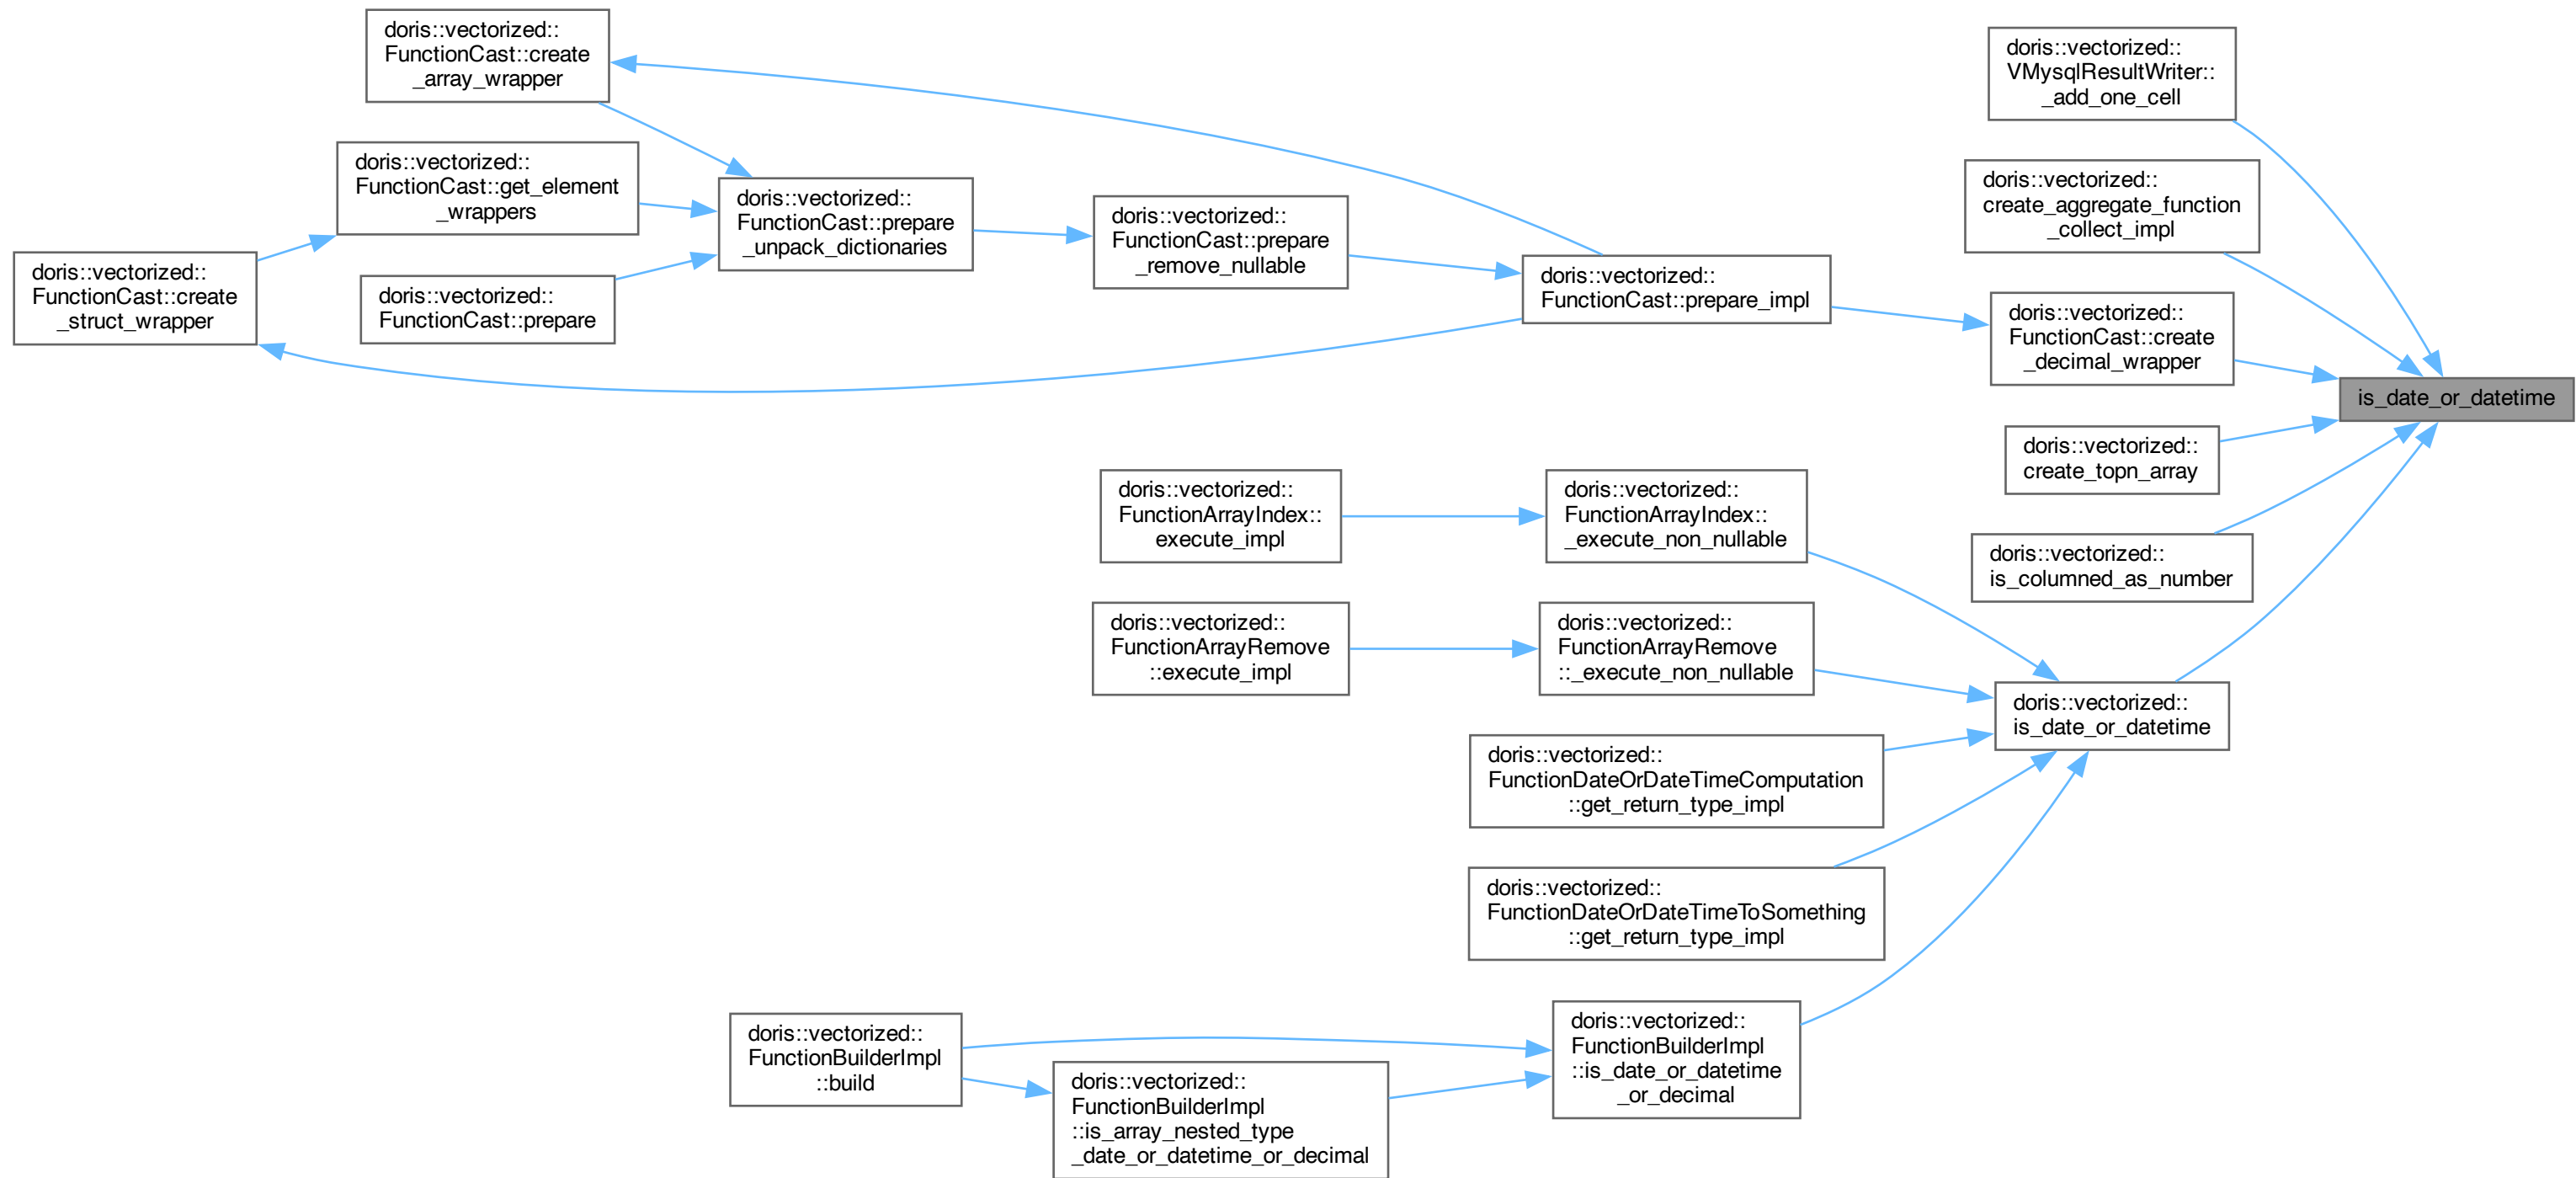 doris::vectorized::
FunctionCast::create
_array_wrapper
doris::vectorized::
FunctionCast::get_element
_wrappers
doris::vectorized::
FunctionCast::create
_struct_wrapper
doris::vectorized::
FunctionCast::prepare
doris::vectorized::
FunctionCast::prepare
_unpack_dictionaries
doris::vectorized::
FunctionCast::prepare
_remove_nullable
doris::vectorized::
FunctionCast::prepare_impl
doris::vectorized::
VMysqlResultWriter::
_add_one_cell
doris::vectorized::
create_aggregate_function
_collect_impl
doris::vectorized::
FunctionCast::create
_decimal_wrapper
is_date_or_datetime
doris::vectorized::
create_topn_array
doris::vectorized::
is_columned_as_number
doris::vectorized::
FunctionArrayIndex::
execute_impl
doris::vectorized::
FunctionArrayIndex::
_execute_non_nullable
doris::vectorized::
FunctionArrayRemove
::execute_impl
doris::vectorized::
FunctionArrayRemove
::_execute_non_nullable
doris::vectorized::
is_date_or_datetime
doris::vectorized::
FunctionDateOrDateTimeComputation
::get_return_type_impl
doris::vectorized::
FunctionDateOrDateTimeToSomething
::get_return_type_impl
doris::vectorized::
FunctionBuilderImpl
::build
doris::vectorized::
FunctionBuilderImpl
::is_array_nested_type
_date_or_datetime_or_decimal
doris::vectorized::
FunctionBuilderImpl
::is_date_or_datetime
_or_decimal